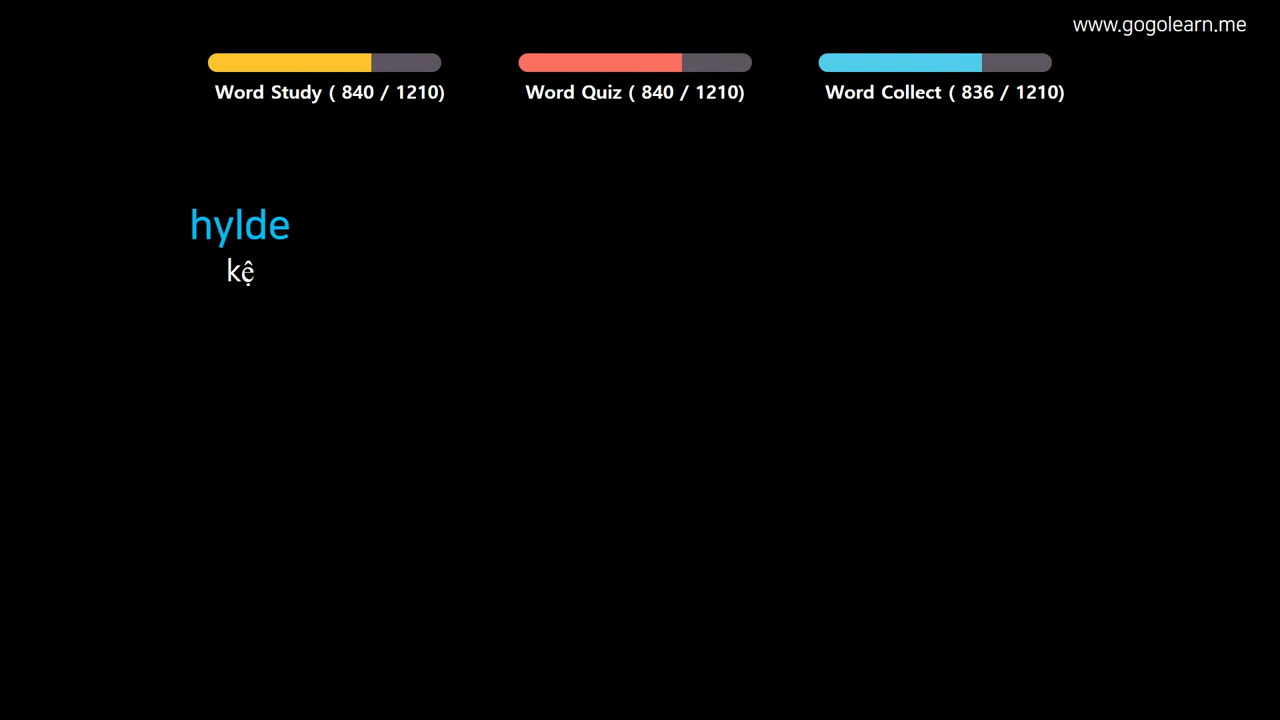 www.gogolearn.me
Word Study ( 840 / 1210)
Word Quiz ( 840 / 1210)
Word Collect ( 836 / 1210)
hylde
kệ